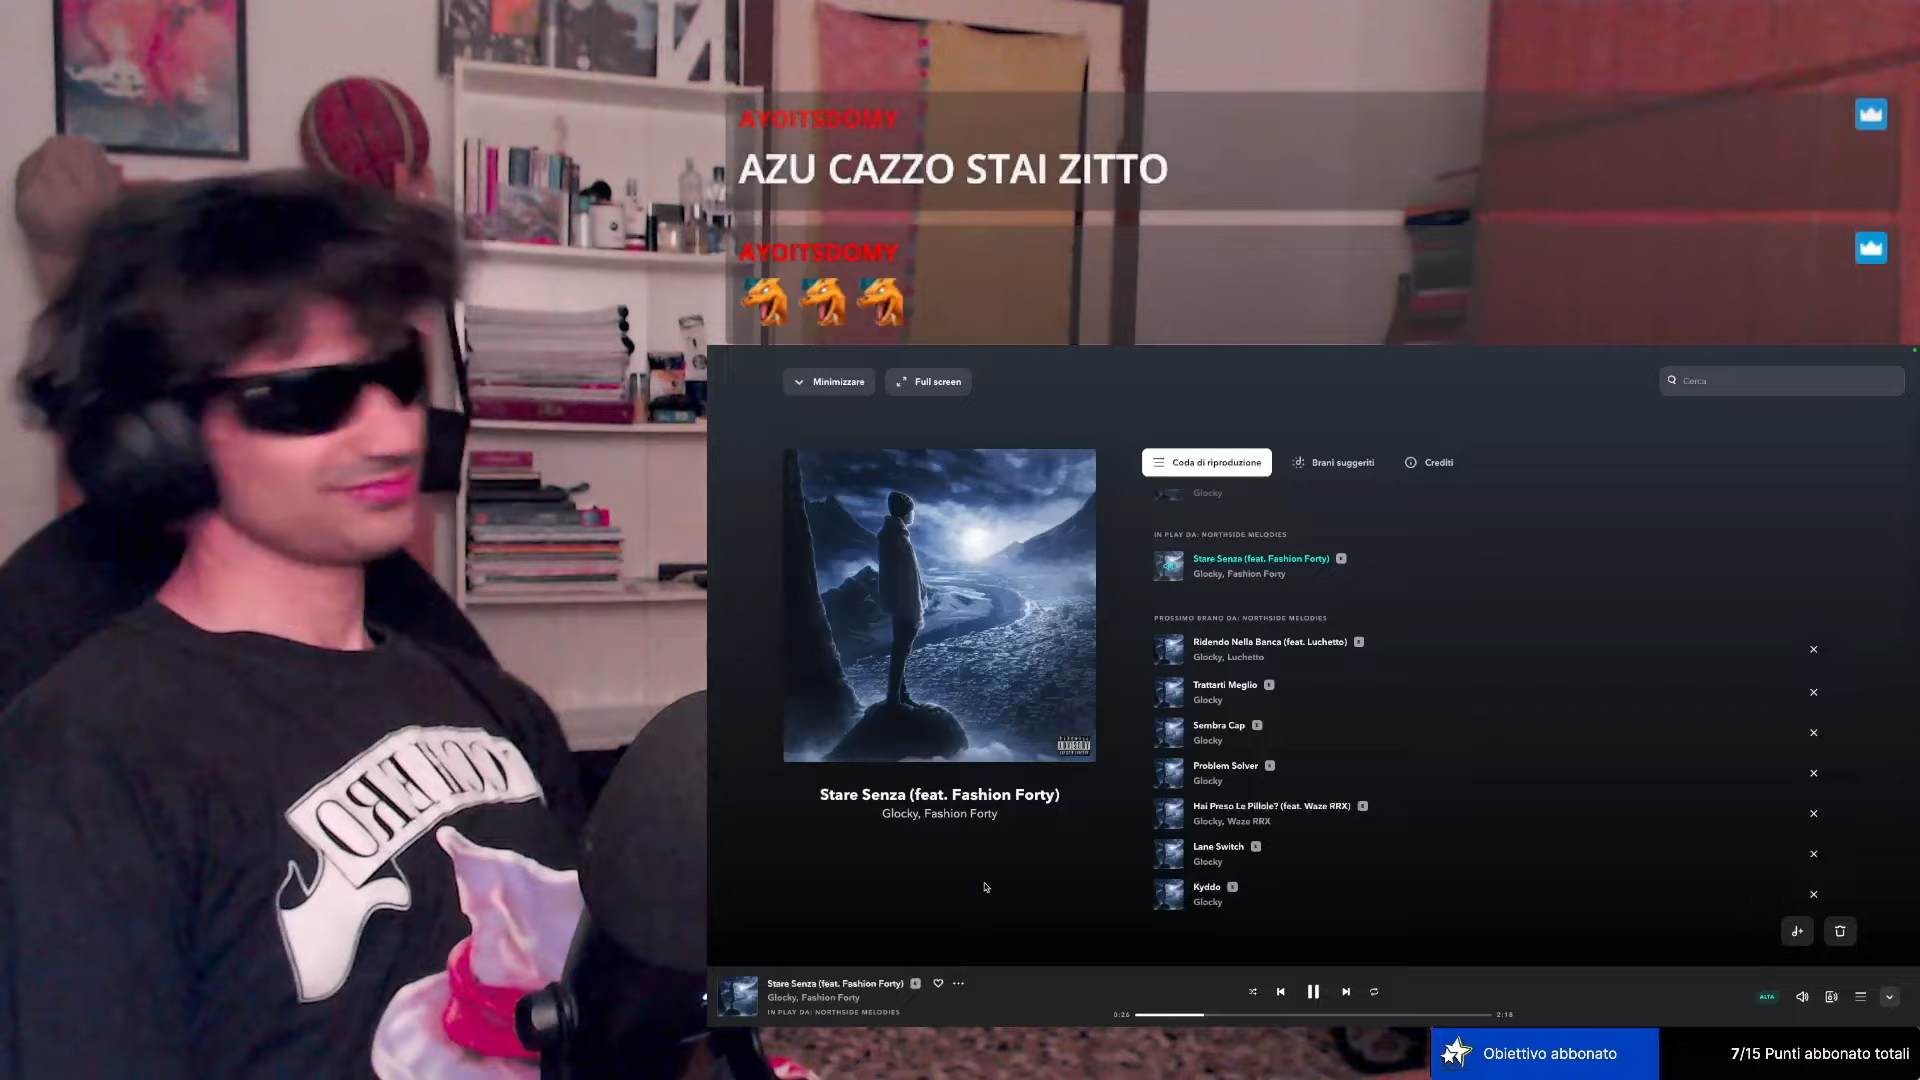 AYOITSDOMY
AZU CAZZO STAI ZITTO
AYOITSDOMY
Minimizzare
Full screen
Cerca
Coda di riproduzione
Brani suggeriti
Crediti
Glocky
IN PLAY DA: NORTHSIDE MELODIES
Stare Senza (feat. Fashion Forty) E
Glocky, Fashion Forty
PROSSIMO BRANO DA: NORTHSIDE MELODIES
Ridendo Nella Banca (feat. Luchetto) E
Glocky, Luchetto
Trattarti Meglio E
Glocky
Sembra Cap E
Glocky
Problem Solver E
Glocky
Hai Preso Le Pillole? (feat. Waze RRX) E
Glocky, Waze RRX
Lane Switch E
Glocky
Kyddo E
Glocky
ADVISORY
Stare Senza (feat. Fashion Forty)
Glocky, Fashion Forty
Stare Senza (feat. Fashion Forty) E
Glocky, Fashion Forty
IN PLAY DA: NORTHSIDE MELODIES
0:26
2:18
ALTA
Obiettivo abbonato
7/15 Punti abbonato totali